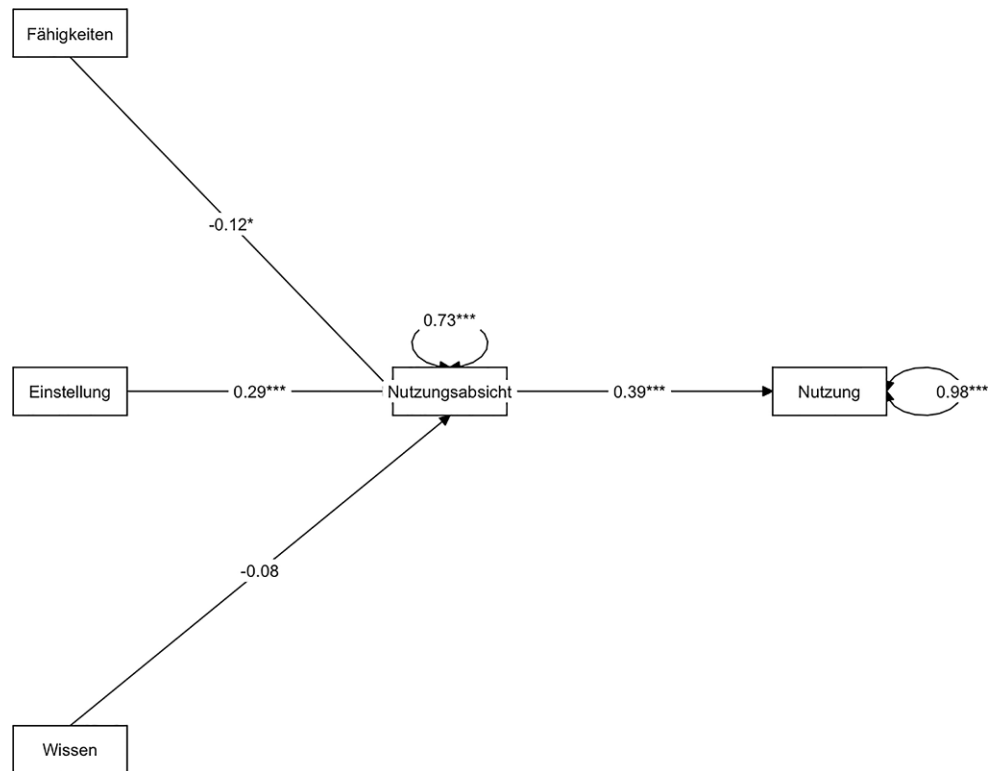 Fähigkeiten
-0.12*
0.73***
Einstellung
0.29***
Nutzungsabsicht
0.39***
Nutzung
0.98***
-0.08
Wissen